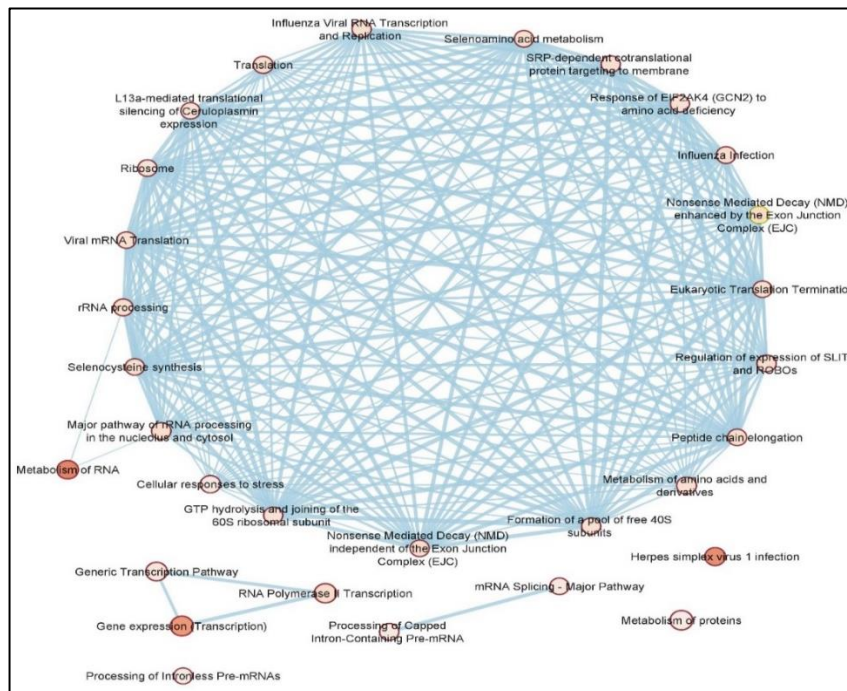 Influenza Viral RNA Transcription
and Replication
Selenoamino acid metabolism
SRP-dependent cotranslational
protein targeting to membrane
Translation
L13a-mediated translational
silencing of Ceruloplasmin
expression
Response of EIF2AK4 (GCN2) to
amino acid deficiency
Ribosome
Influenza Infection
Nonsense Mediated Decay (NMD)
enhanced by the Exon Junction
Complex (EJC)
Viral mRNA Translation
Eukaryotic Translation Termination
rRNA processing
Selenocysteine synthesis
Regulation of expression of SLITs
and ROBOs
Major pathway of rRNA processing
in the nucleolus and cytosol
Peptide chain elongation
Metabolism of RNA
Cellular responses to stress
Metabolism of amino acids and
derivatives
GTP hydrolysis and joining of the
60S ribosomal subunit
Formation of a pool of free 40S
subunits
Nonsense Mediated Decay (NMD)
independent of the Exon Junction
Complex (EJC)
Herpes simplex virus 1 infection
Generic Transcription Pathway
RNA Polymerase II Transcription
mRNA Splicing - Major Pathway
Gene expression (Transcription)
Processing of Capped
Intron-Containing Pre-mRNA
Metabolism of proteins
Processing of Intronless Pre-mRNAs